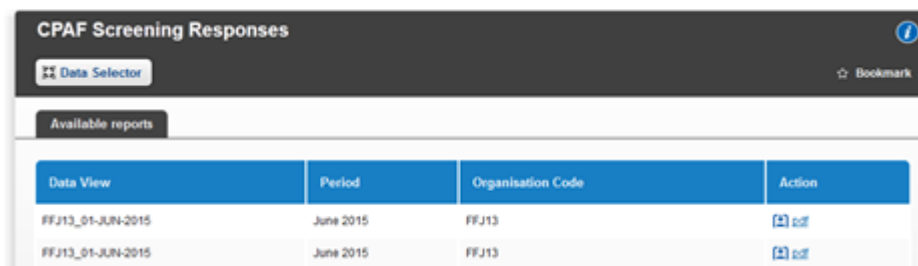 CPAF Screening Responses
Data Selector
Bookmark
Available reports
Data View Period Organisation Code Action
FFJ13_01-JUN-2015 June 2015 FFJ13 pdf
FFJ13_01-JUN-2015 June 2015 FFJ13 pdf